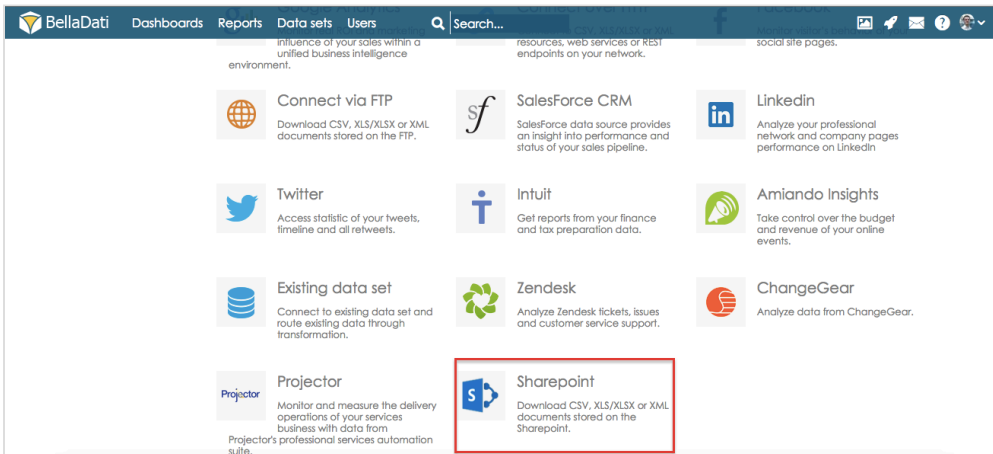 BellaDati Dashboards Reports Data sets Users Search...
influence of your sales within a
unified business intelligence
environment.
resources, web services or REST
endpoints on your network.
social site pages.
Connect via FTP
Download CSV, XLS/XLSX or XML
documents stored on the FTP.
sf
SalesForce CRM
SalesForce data source provides
an insight into performance and
status of your sales pipeline.
in
Linkedin
Analyze your professional
network and company pages
performance on LinkedIn
Twitter
Access statistic of your tweets,
timeline and all retweets.
Intuit
Get reports from your finance
and tax preparation data.
Amiando Insights
Take control over the budget
and revenue of your online
events.
Existing data set
Connect to existing data set and
route existing data through
transformation.
Zendesk
Analyze Zendesk tickets, issues
and customer service support.
ChangeGear
Analyze data from ChangeGear.
Projector
Projector
Monitor and measure the delivery
operations of your services
business with data from
Projector's professional services automation
suite.
S
Sharepoint
Download CSV, XLS/XLSX or XML
documents stored on the
Sharepoint.